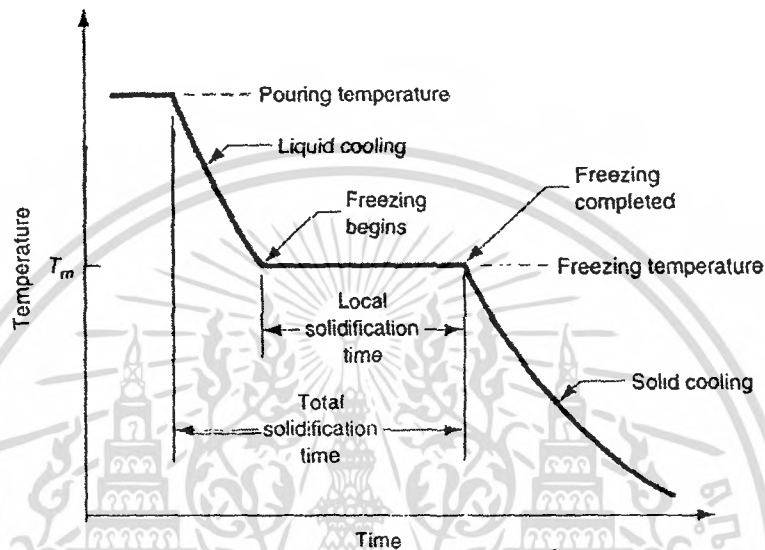 Pouring temperature
Liquid cooling
Freezing
begins
Freezing
completed
Temperature
Tm
Freezing temperature
Local
solidification
time
Solid cooling
Total
solidification
time
Time